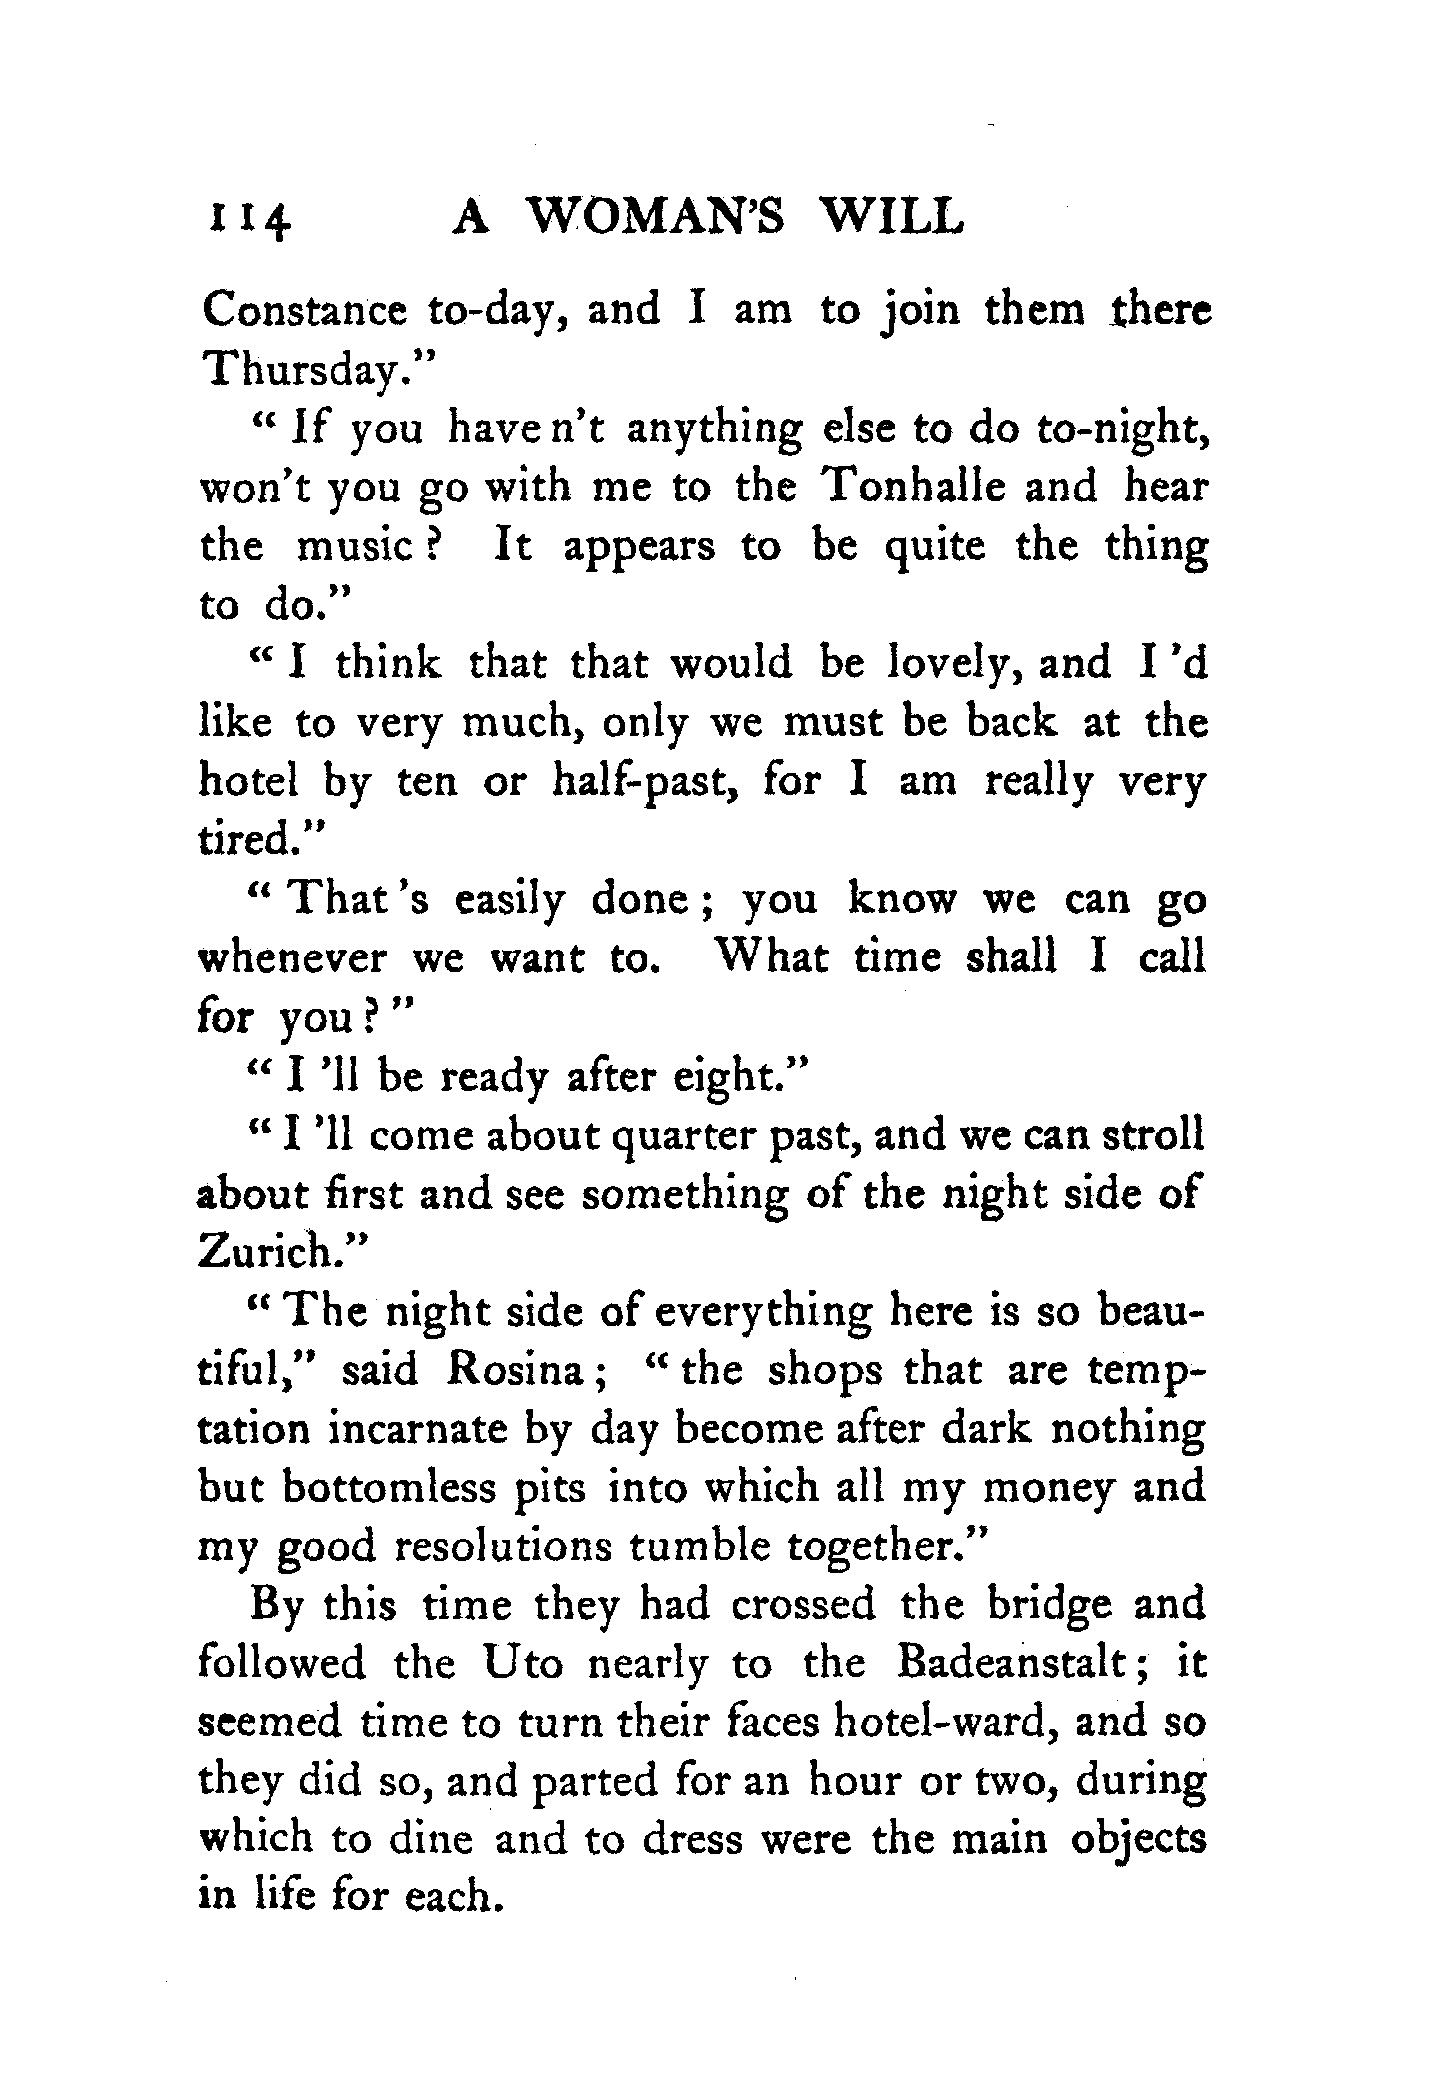 114 A WOMAN'S WILL
Constance to-day, and I am to join them there
Thursday."
" If you have n't anything else to do to-night,
won't you go with me to the Tonhalle and hear
the music ? It appears to be quite the thing
to do."
" I think that that would be lovely, and I 'd
like to very much, only we must be back at the
hotel by ten or half-past, for I am really very
tired."
" That 's easily done ; you know we can go
whenever we want to. What time shall I call
for you ? "
" I 'll be ready after eight."
" I 'll come about quarter past, and we can stroll
about first and see something of the night side of
Zurich."
" The night side of everything here is so beau-
tiful," said Rosina ; " the shops that are temp-
tation incarnate by day become after dark nothing
but bottomless pits into which all my money and
my good resolutions tumble together."
By this time they had crossed the bridge and
followed the Uto nearly to the Badeanstalt ; it
seemed time to turn their faces hotel-ward, and so
they did so, and parted for an hour or two, during
which to dine and to dress were the main objects
in life for each.